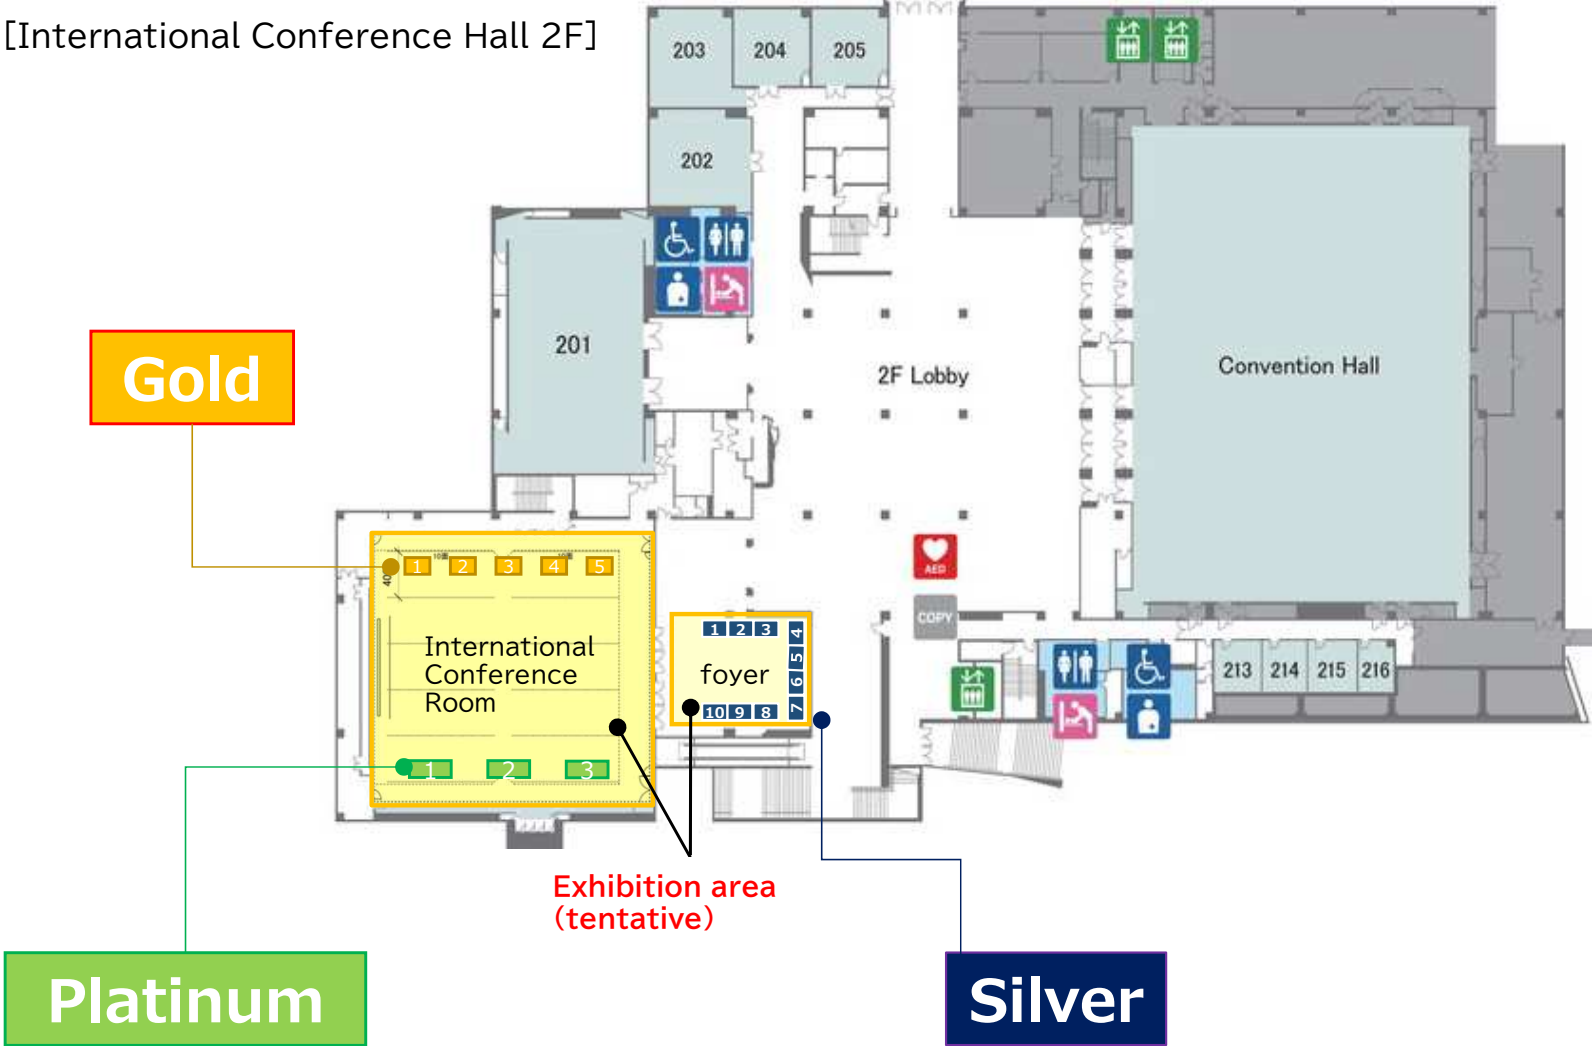 [International Conference Hall 2F]
203
204
205
202
201
2F Lobby
Convention Hall
Gold
1 2 3 4 5
International
Conference
Room
1 2 3
foyer
1 2 3
4
5
6
7
10 9 8
AED
COPY
213 214 215 216
Exhibition area
(tentative)
Platinum
Silver